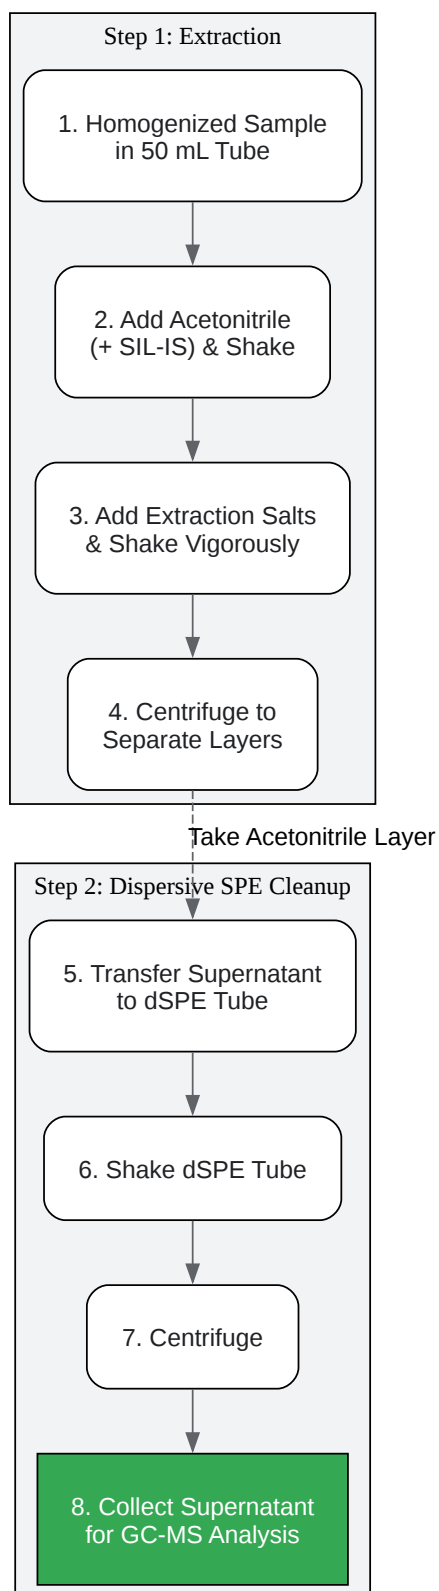 Step 1: Extraction
1. Homogenized Sample
in 50 mL Tube
2. Add Acetonitrile
(+ SIL-IS) & Shake
3. Add Extraction Salts
& Shake Vigorously
4. Centrifuge to
Separate Layers
Take Acetonitrile Layer
Step 2: Dispersive SPE Cleanup
5. Transfer Supernatant
to dSPE Tube
6. Shake dSPE Tube
7. Centrifuge
8. Collect Supernatant
for GC-MS Analysis